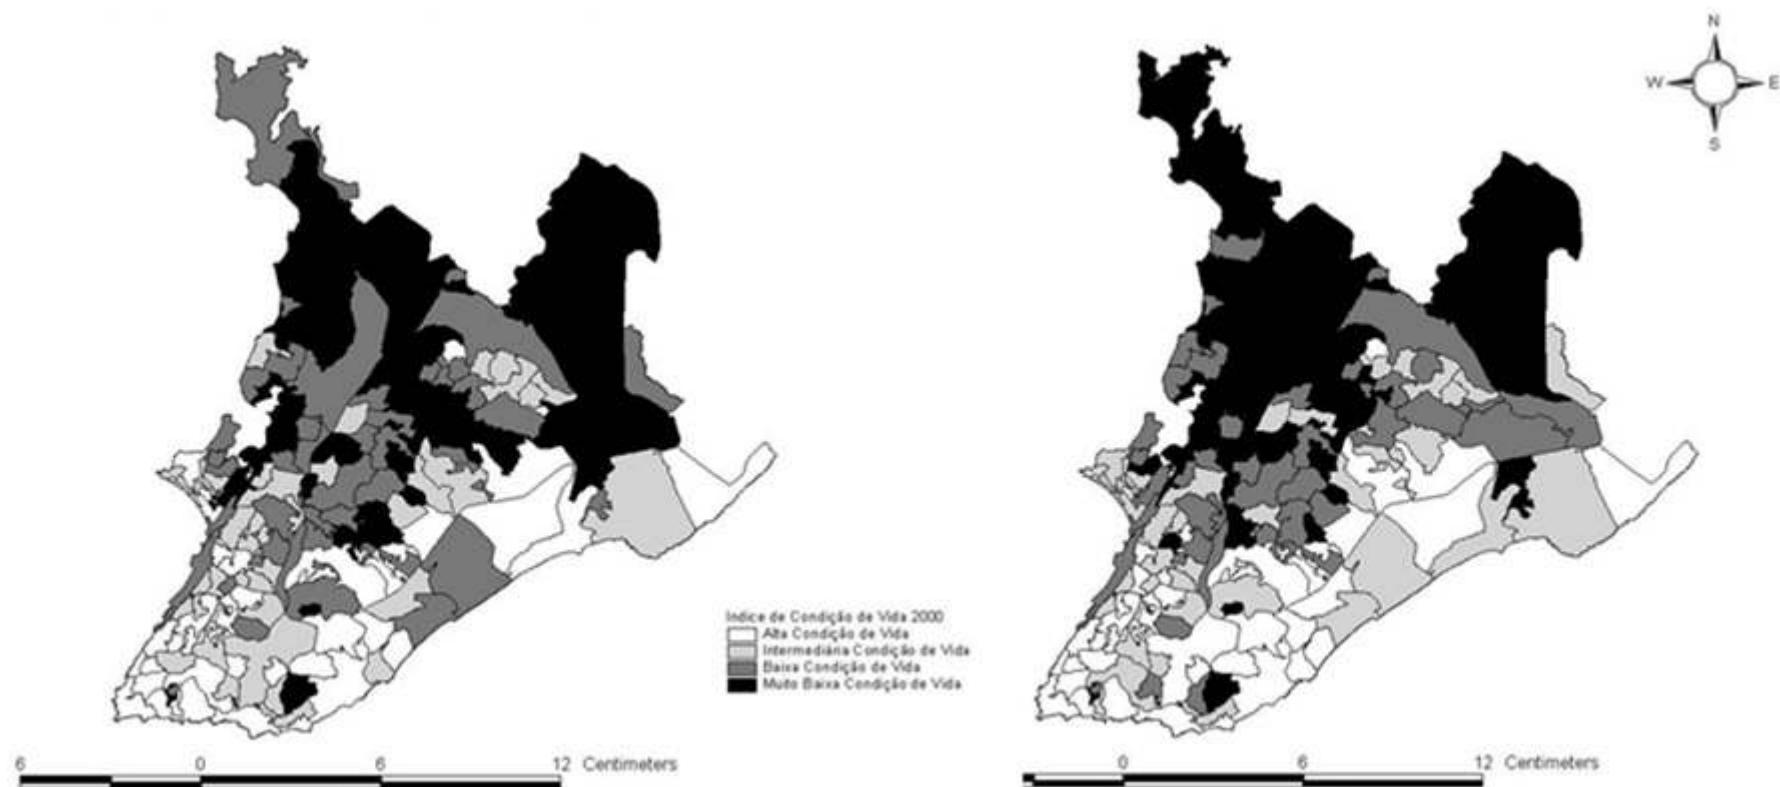 N
W E
S
Indice de Condição de Vida 2000
Alta Condição de Vida
Intermediária Condição de Vida
Baixa Condição de Vida
Muito Baixa Condição de Vida
6 0 6 12 Centimeters
0 6 12 Centimeters